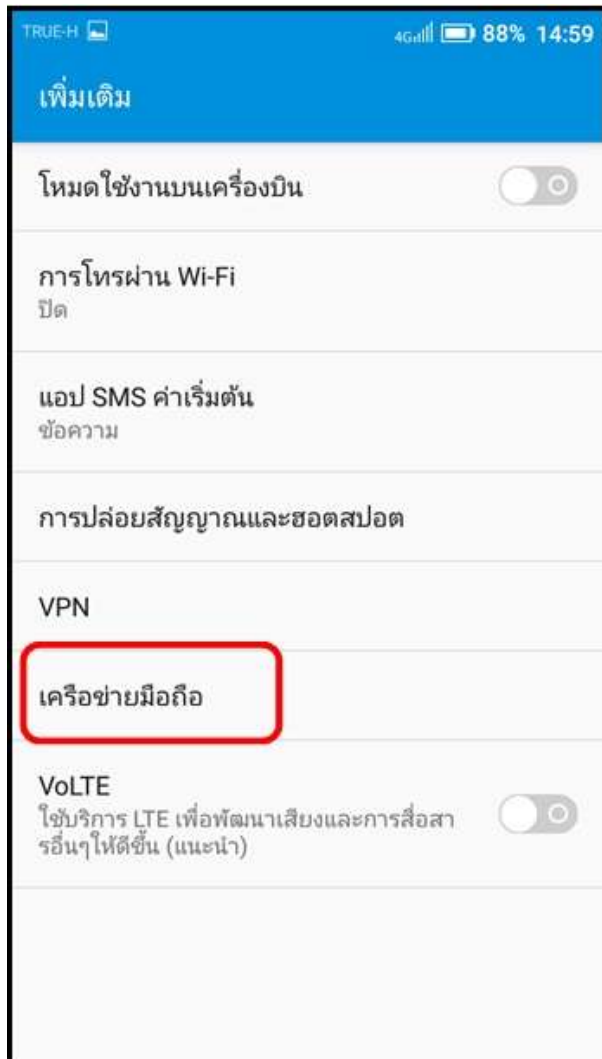 TRUE-H 4G 88% 14:59
เพิ่มเติม
โหมดใช้งานบนเครื่องบิน
การโทรผ่าน Wi-Fi
ปิด
แอป SMS ค่าเริ่มต้น
ข้อความ
การปล่อยสัญญาณและฮอตสปอต
VPN
เครือข่ายมือถือ
VoLTE
ใช้บริการ LTE เพื่อพัฒนาเสียงและการสื่อสา
รอื่นๆให้ดีขึ้น (แนะนำ)